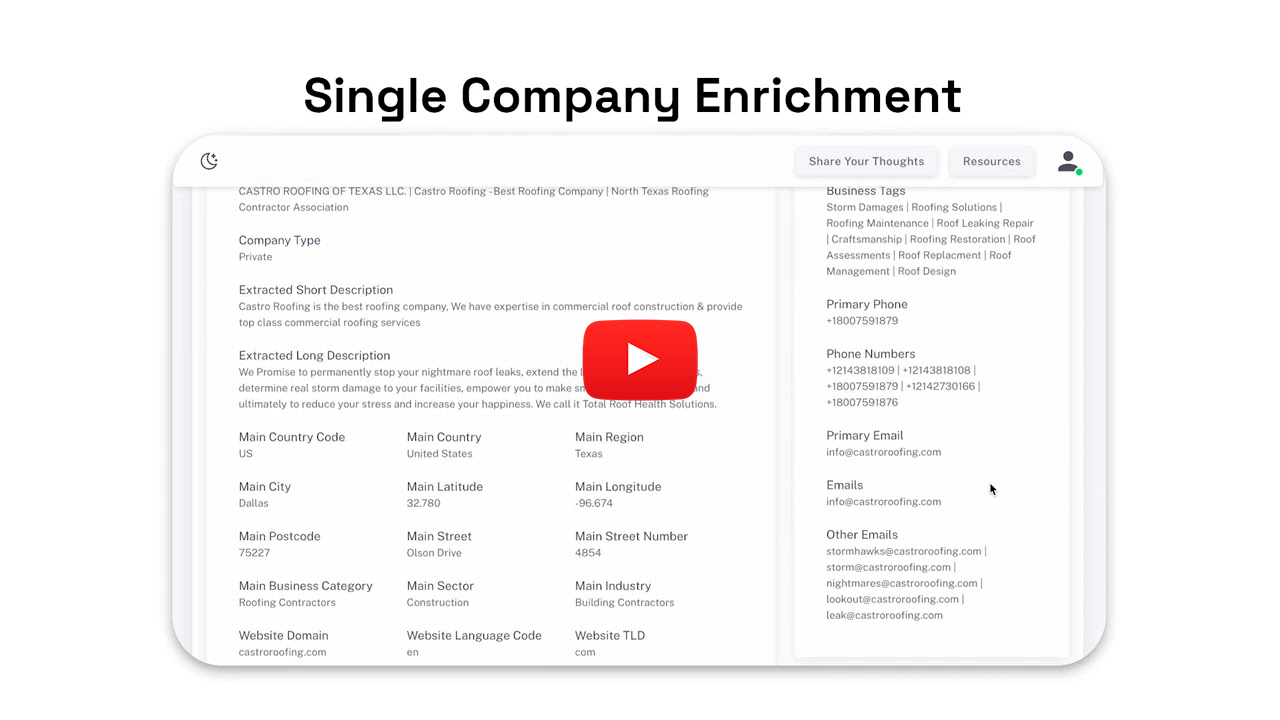 Single Company Enrichment
Share Your Thoughts
Resources
CASTRO ROOFING OF TEXAS LLC. | Castro Roofing - Best Roofing Company | North Texas Roofing
Contractor Association
Company Type
Private
Extracted Short Description
Castro Roofing is the best roofing company, We have expertise in commercial roof construction & provide
top class commercial roofing services
Extracted Long Description
We Promise to permanently stop your nightmare roof leaks, extend the
determine real storm damage to your facilities, empower you to make
ultimately to reduce your stress and increase your happiness. We call it Total Roof Health Solutions.
Main Country Code
US
Main Country
United States
Main Region
Texas
Main City
Dallas
Main Latitude
32.780
Main Longitude
-96.674
Main Postcode
75227
Main Street
Olson Drive
Main Street Number
4854
Main Business Category
Roofing Contractors
Main Sector
Construction
Main Industry
Building Contractors
Website Domain
castroroofing.com
Website Language Code
en
Website TLD
com
Business Tags
Storm Damages | Roofing Solutions |
Roofing Maintenance | Roof Leaking Repair
| Craftsmanship | Roofing Restoration | Roof
Assessments | Roof Replacment | Roof
Management | Roof Design
Primary Phone
+18007591879
Phone Numbers
+12143818109 | +12143818108 |
+18007591879 | +12142730166 |
+18007591876
Primary Email
info@castroroofing.com
Emails
info@castroroofing.com
Other Emails
stormhawks@castroroofing.com |
storm@castroroofing.com |
nightmares@castroroofing.com |
lookout@castroroofing.com |
leak@castroroofing.com